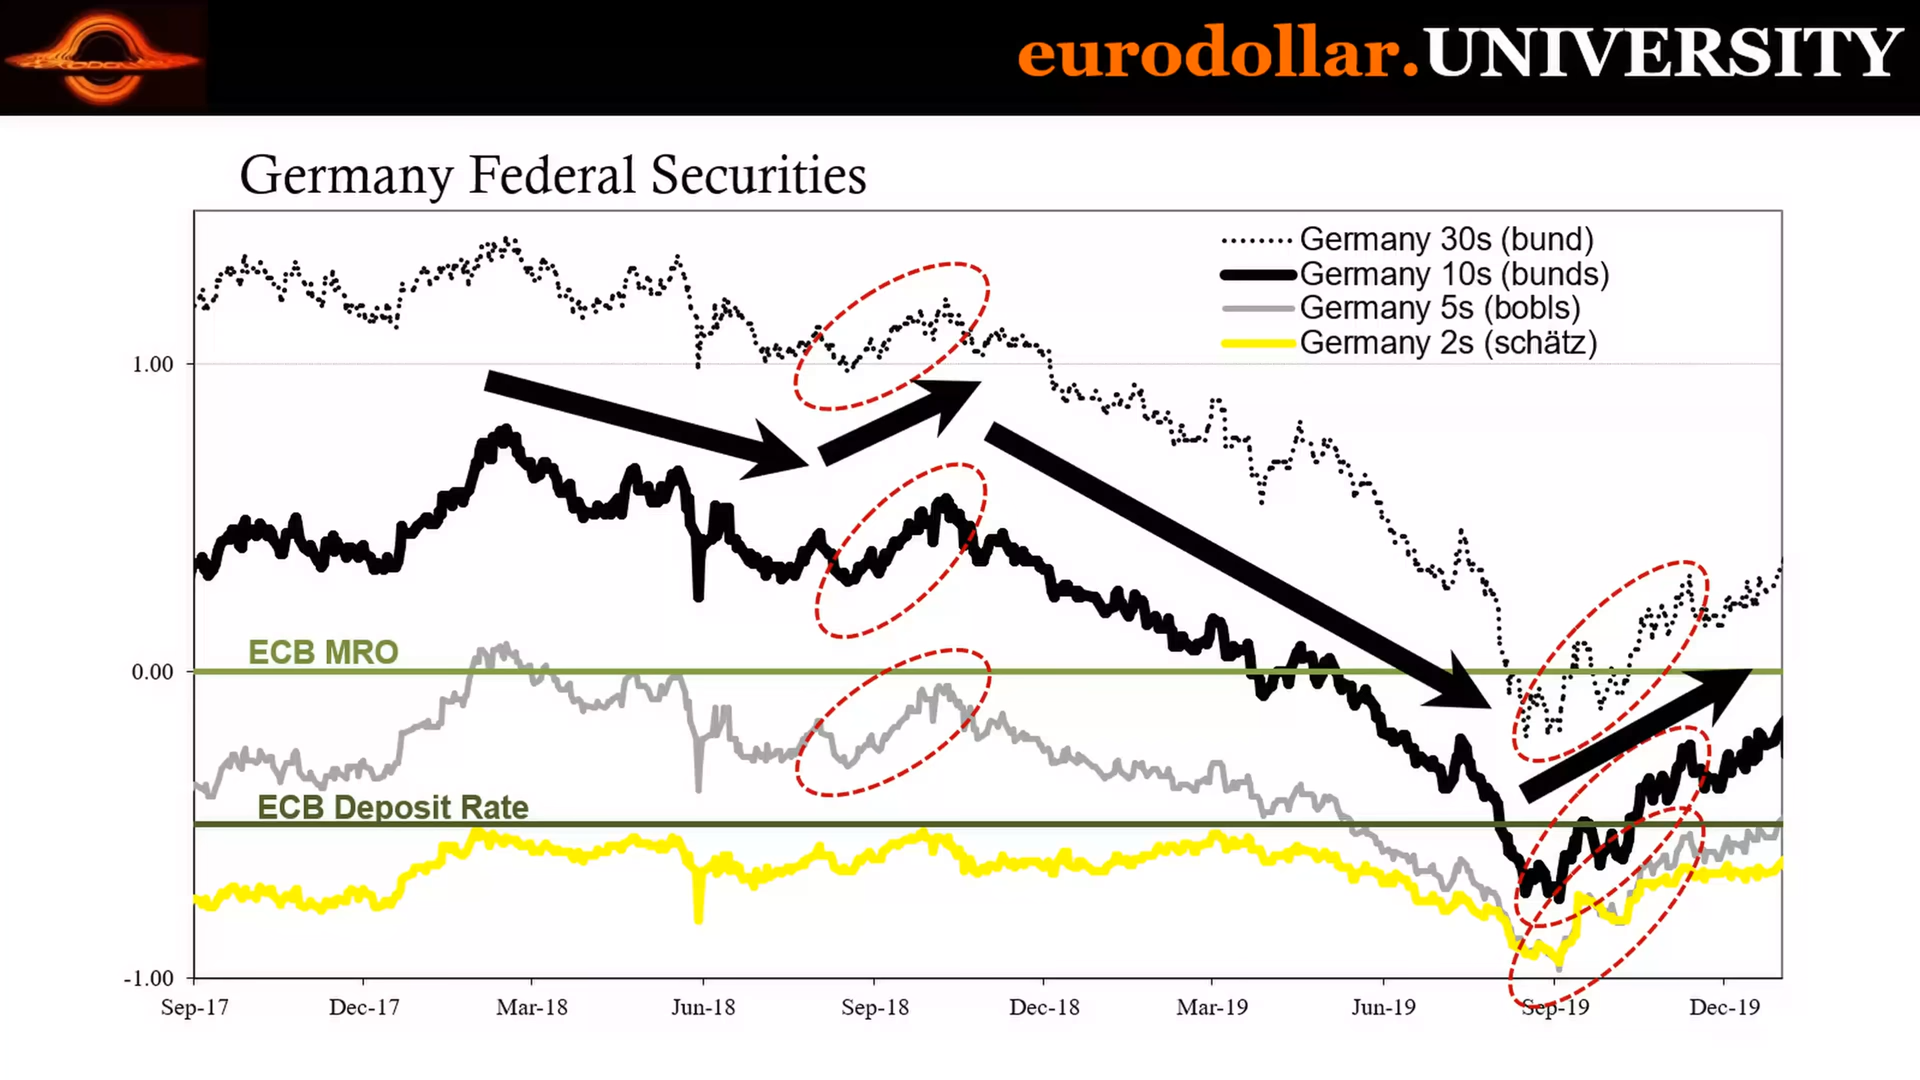 eurodollar.UNIVERSITY
Germany Federal Securities
Germany 30s (bund)
Germany 10s (bunds)
Germany 5s (bobls)
Germany 2s (schätz)
1.00
ECB MRO
0.00
ECB Deposit Rate
-1.00
Sep-17 Dec-17 Mar-18 Jun-18 Sep-18 Dec-18 Mar-19 Jun-19 Sep-19 Dec-19